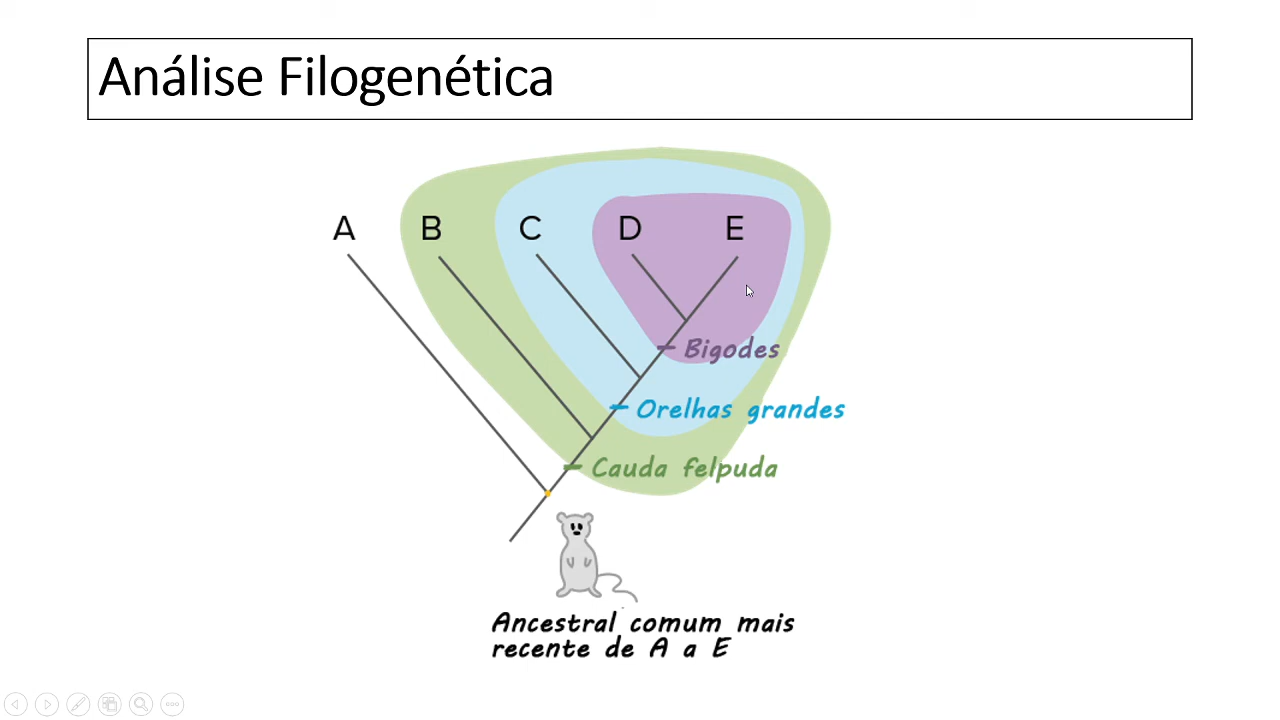 Análise Filogenética
A B C D E
Bigodes
Orelhas grandes
Cauda felpuda
Ancestral comum mais
recente de A a E